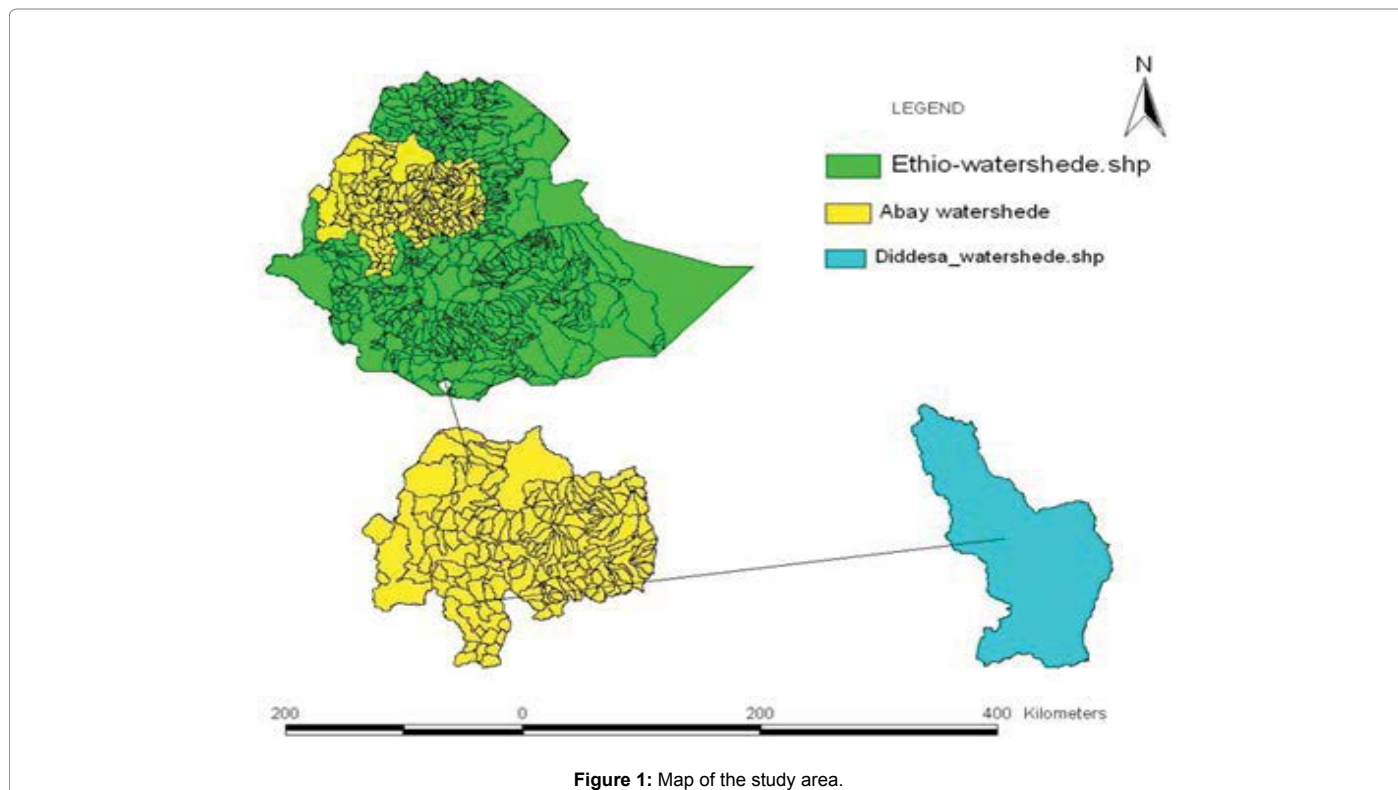 N
LEGEND
Ethio-watershede.shp
Abay watershede
Diddesa_watershede.shp
200 0 200 400 Kilometers
Figure 1: Map of the study area.